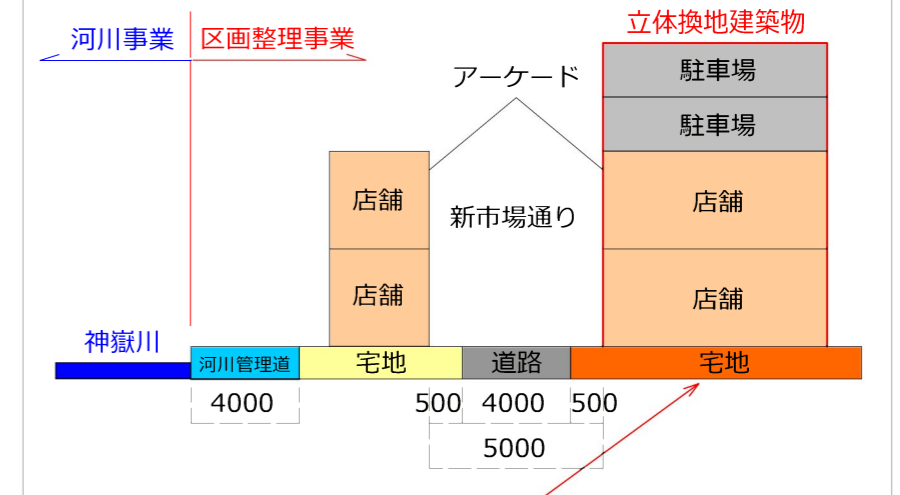 立体換地建築物
河川事業
区画整理事業
アーケード
駐車場
駐車場
店舗
新市場通り
店舗
店舗
店舗
神嶽川
河川管理道
宅地
道路
宅地
4000
500
4000
500
5000